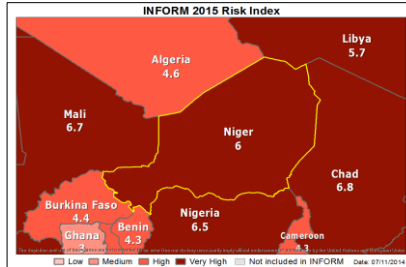 INFORM 2015 Risk Index
Libya
5.7
Algeria
4.6
Mali
6.7
Niger
6
Chad
6.8
Burkina Faso
4.4
Ghana
3
Benin
4.3
Nigeria
6.5
Cameroon
4.3
Low Medium High Very High Not included in INFORM Date: 07/11/2014